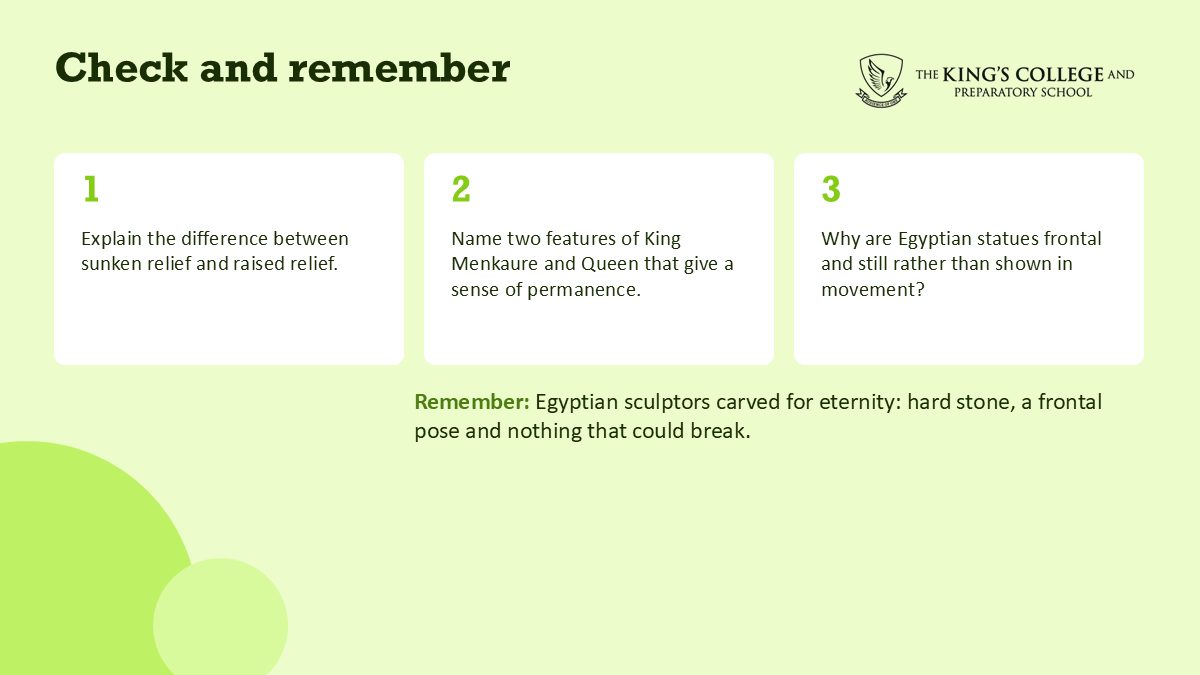 Check and remember
THE KING'S COLLEGE AND
PREPARATORY SCHOOL
1
Explain the difference between
sunken relief and raised relief.
2
Name two features of King
Menkaure and Queen that give a
sense of permanence.
3
Why are Egyptian statues frontal
and still rather than shown in
movement?
Remember: Egyptian sculptors carved for eternity: hard stone, a frontal
pose and nothing that could break.